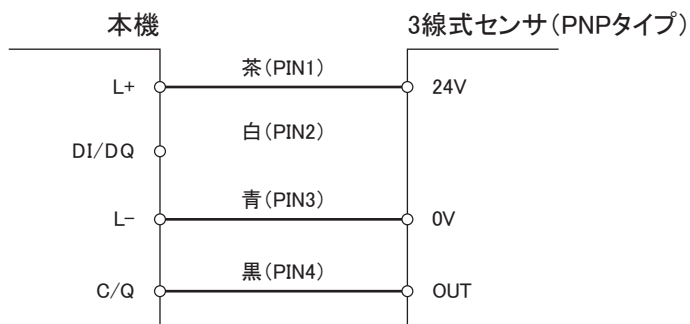 本機 3線式センサ(PNPタイプ)
L+ 茶(PIN1) 24V
DI/DQ 白(PIN2)
L− 青(PIN3) 0V
C/Q 黒(PIN4) OUT